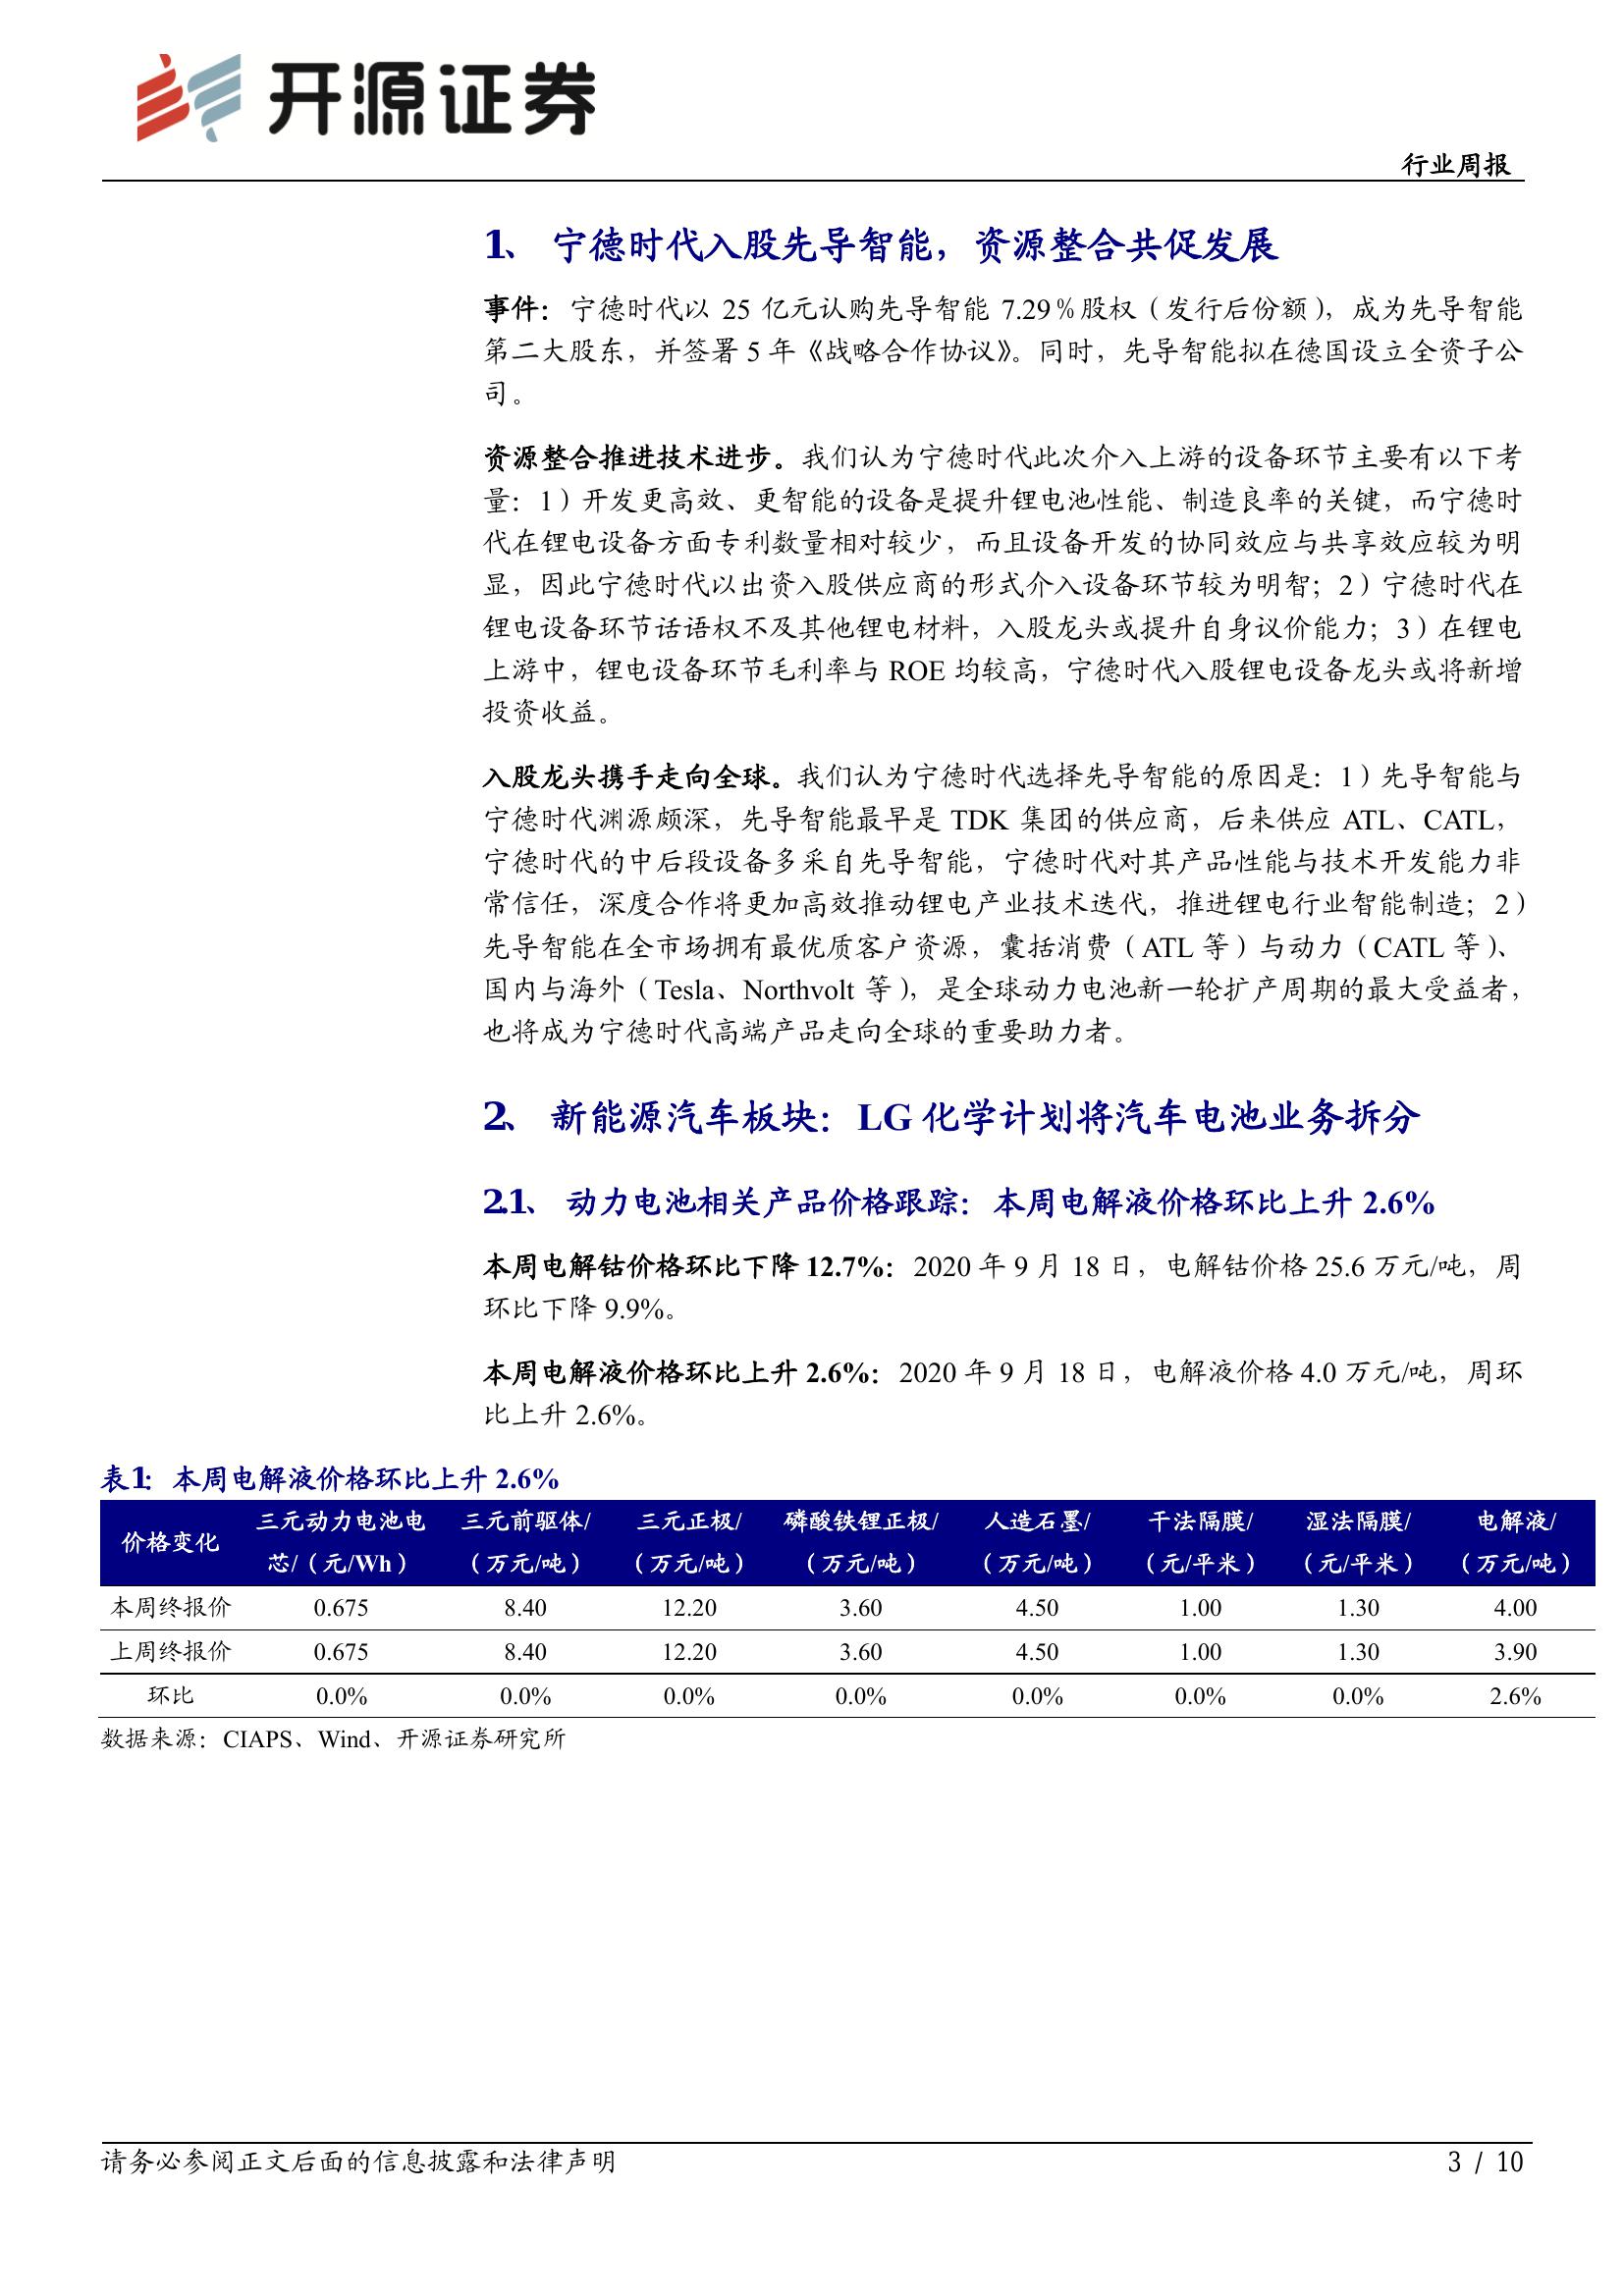 开源证券
行业周报
1、 宁德时代入股先导智能，资源整合共促发展
事件：宁德时代以 25 亿元认购先导智能 7.29％股权（发行后份额），成为先导智能
第二大股东，并签署 5 年《战略合作协议》。同时，先导智能拟在德国设立全资子公
司。
资源整合推进技术进步。我们认为宁德时代此次介入上游的设备环节主要有以下考
量：1）开发更高效、更智能的设备是提升锂电池性能、制造良率的关键，而宁德时
代在锂电设备方面专利数量相对较少，而且设备开发的协同效应与共享效应较为明
显，因此宁德时代以出资入股供应商的形式介入设备环节较为明智；2）宁德时代在
锂电设备环节话语权不及其他锂电材料，入股龙头或提升自身议价能力；3）在锂电
上游中，锂电设备环节毛利率与 ROE 均较高，宁德时代入股锂电设备龙头或将新增
投资收益。
入股龙头携手走向全球。我们认为宁德时代选择先导智能的原因是：1）先导智能与
宁德时代渊源颇深，先导智能最早是 TDK 集团的供应商，后来供应 ATL、CATL，
宁德时代的中后段设备多采自先导智能，宁德时代对其产品性能与技术开发能力非
常信任，深度合作将更加高效推动锂电产业技术迭代，推进锂电行业智能制造；2）
先导智能在全市场拥有最优质客户资源，囊括消费（ATL 等）与动力（CATL 等）、
国内与海外（Tesla、Northvolt 等），是全球动力电池新一轮扩产周期的最大受益者，
也将成为宁德时代高端产品走向全球的重要助力者。
2、 新能源汽车板块：LG 化学计划将汽车电池业务拆分
2.1、 动力电池相关产品价格跟踪：本周电解液价格环比上升 2.6%
本周电解钴价格环比下降 12.7%：2020 年 9 月 18 日，电解钴价格 25.6 万元/吨，周
环比下降 9.9%。
本周电解液价格环比上升 2.6%：2020 年 9 月 18 日，电解液价格 4.0 万元/吨，周环
比上升 2.6%。
表1： 本周电解液价格环比上升 2.6%
价格变化 三元动力电池电芯/（元/Wh） 三元前驱体/（万元/吨） 三元正极/（万元/吨） 磷酸铁锂正极/（万元/吨） 人造石墨/（万元/吨） 干法隔膜/（元/平米） 湿法隔膜/（元/平米） 电解液/（万元/吨）
本周终报价 0.675 8.40 12.20 3.60 4.50 1.00 1.30 4.00
上周终报价 0.675 8.40 12.20 3.60 4.50 1.00 1.30 3.90
环比 0.0% 0.0% 0.0% 0.0% 0.0% 0.0% 0.0% 2.6%
数据来源：CIAPS、Wind、开源证券研究所
请务必参阅正文后面的信息披露和法律声明 3 / 10